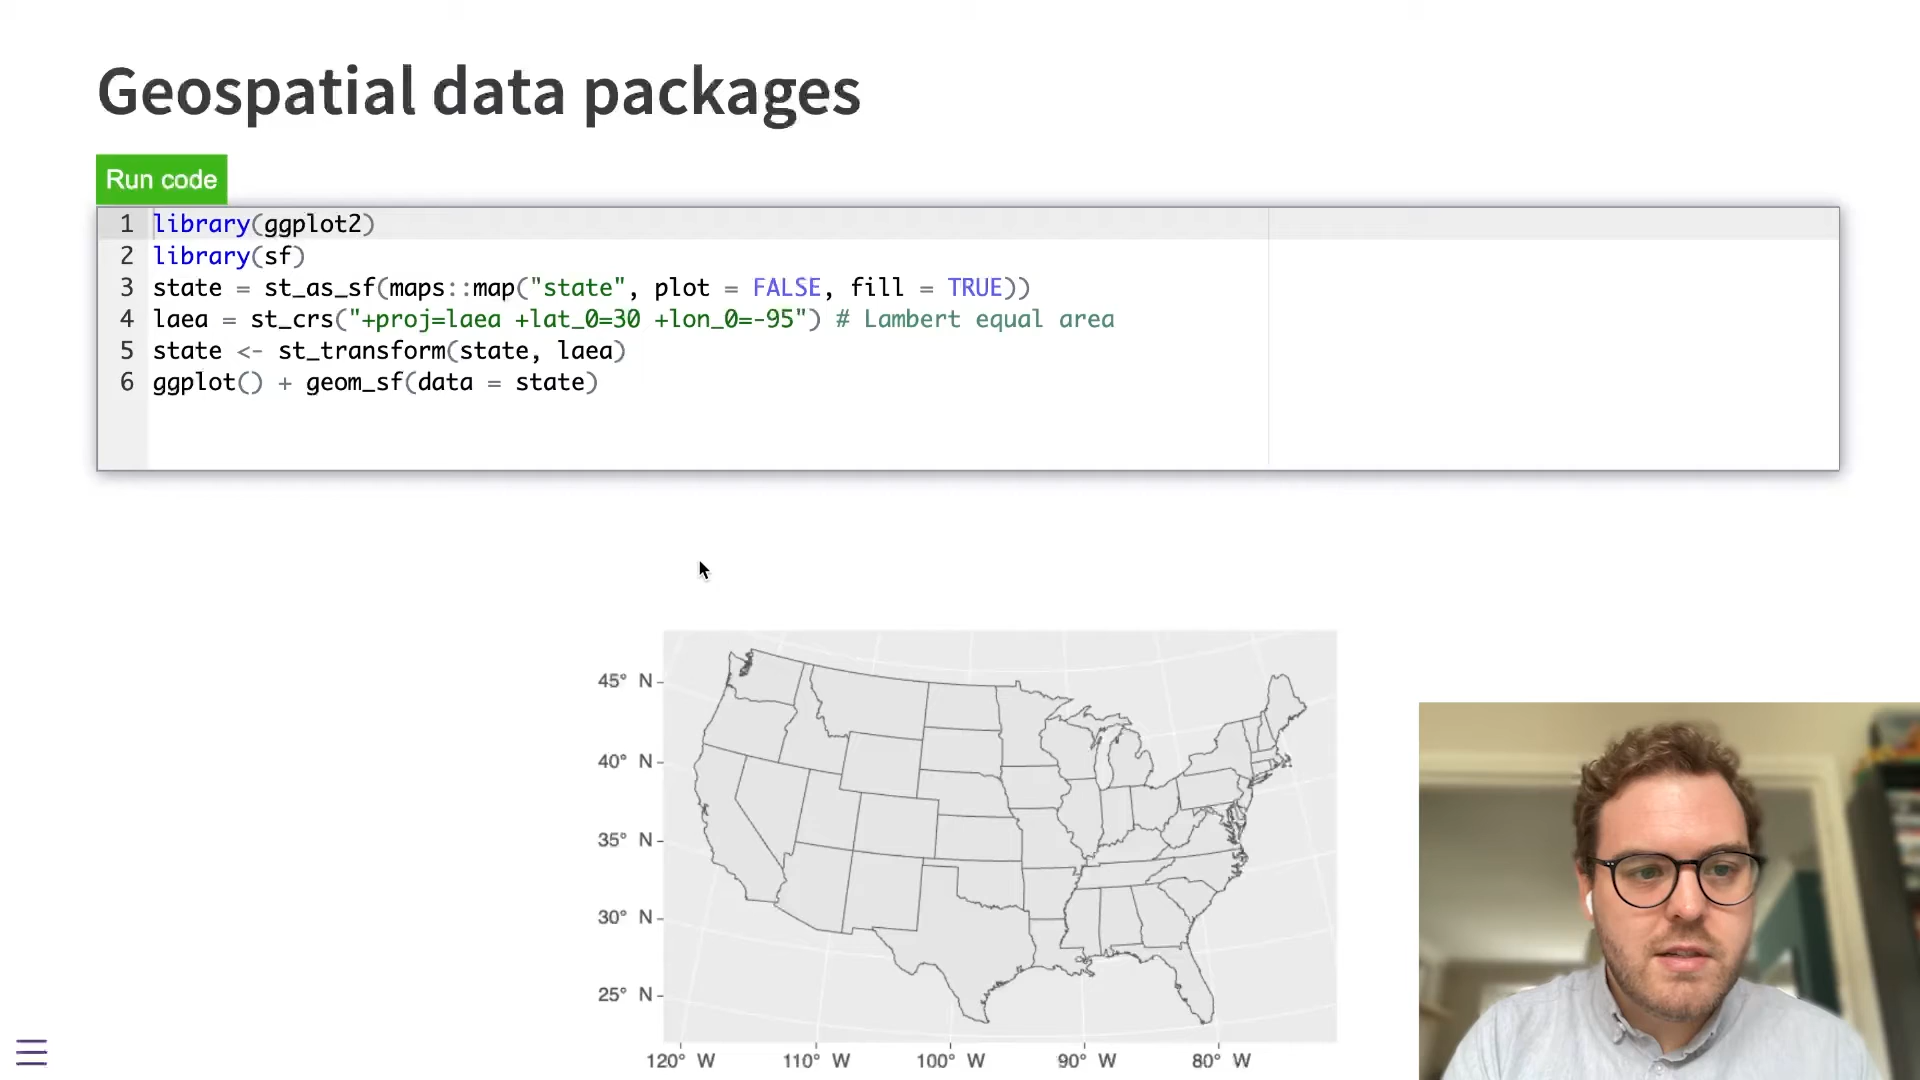 Geospatial data packages
Run code
1 library(ggplot2)
2 library(sf)
3 state = st_as_sf(maps::map("state", plot = FALSE, fill = TRUE))
4 laea = st_crs("+proj=laea +lat_0=30 +lon_0=-95") # Lambert equal area
5 state <- st_transform(state, laea)
6 ggplot() + geom_sf(data = state)
45° N
40° N
35° N
30° N
25° N
120° W 110° W 100° W 90° W 80° W